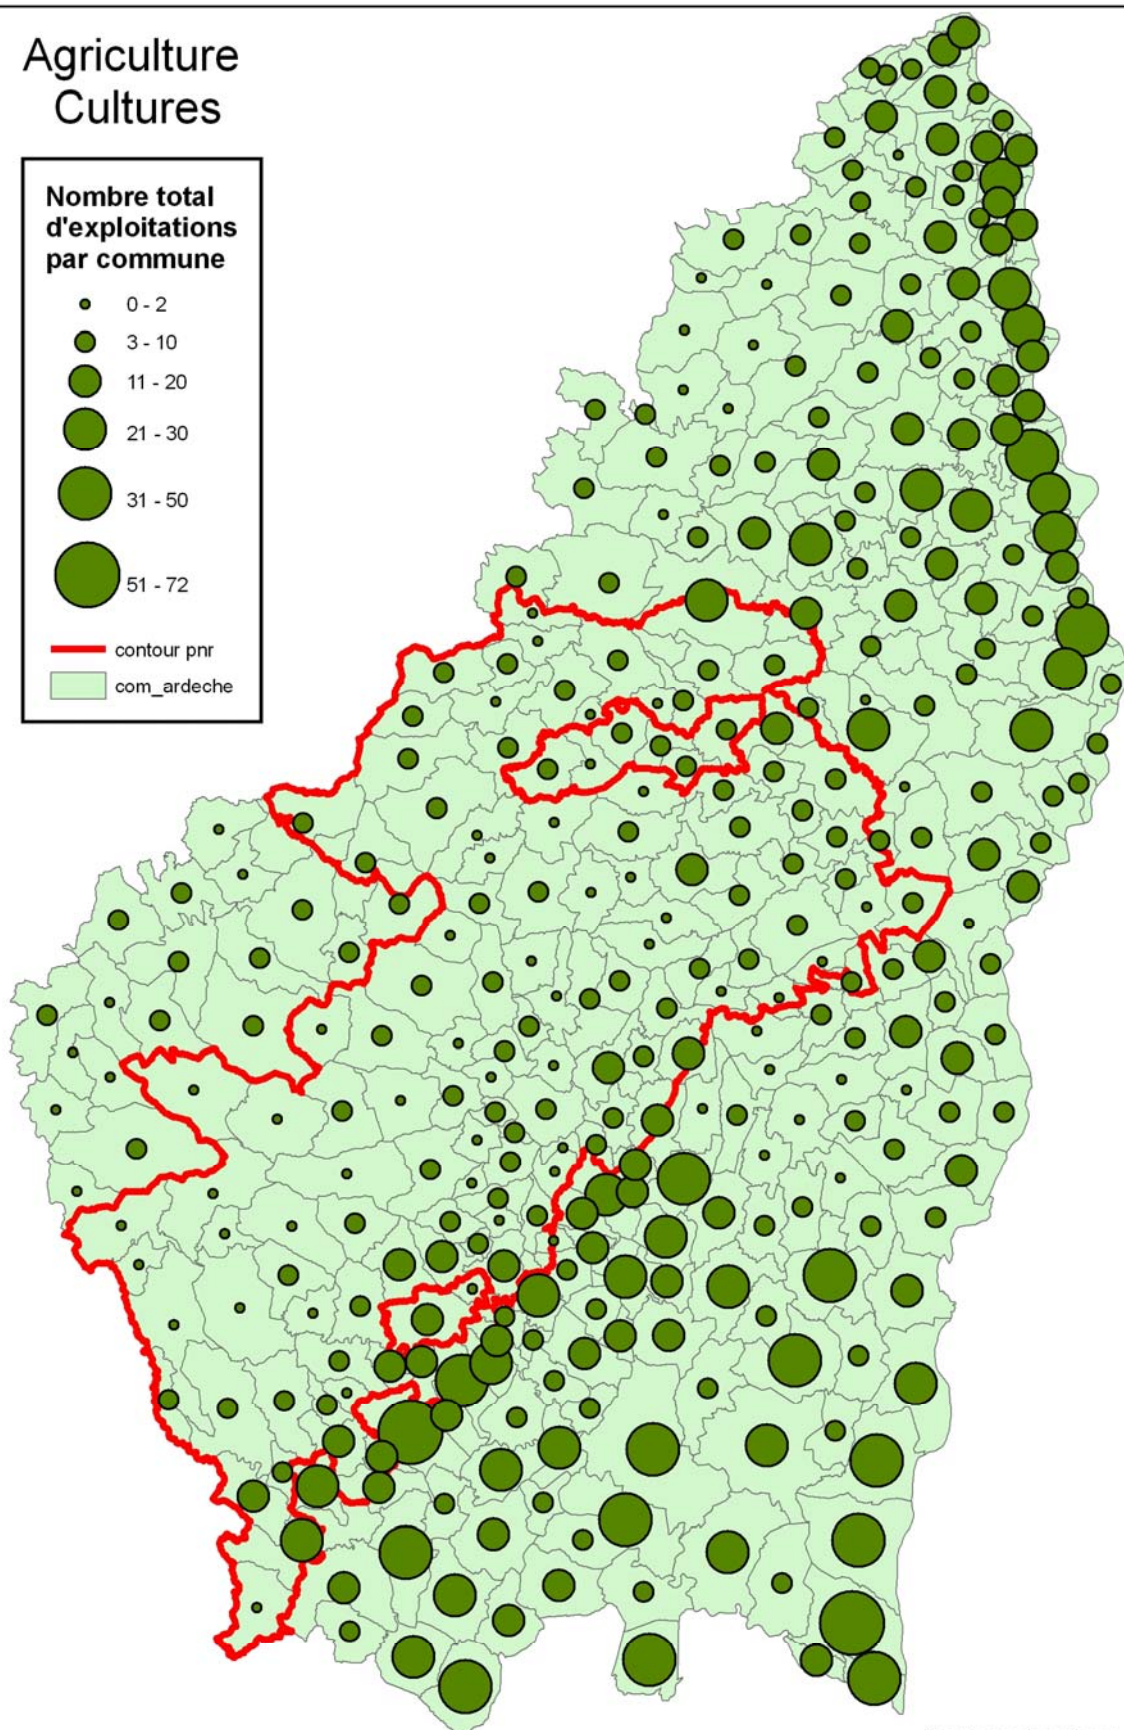 Agriculture
Cultures
Nombre total
d'exploitations
par commune
0 - 2
3 - 10
11 - 20
21 - 30
31 - 50
51 - 72
contour pnr
com_ardeche